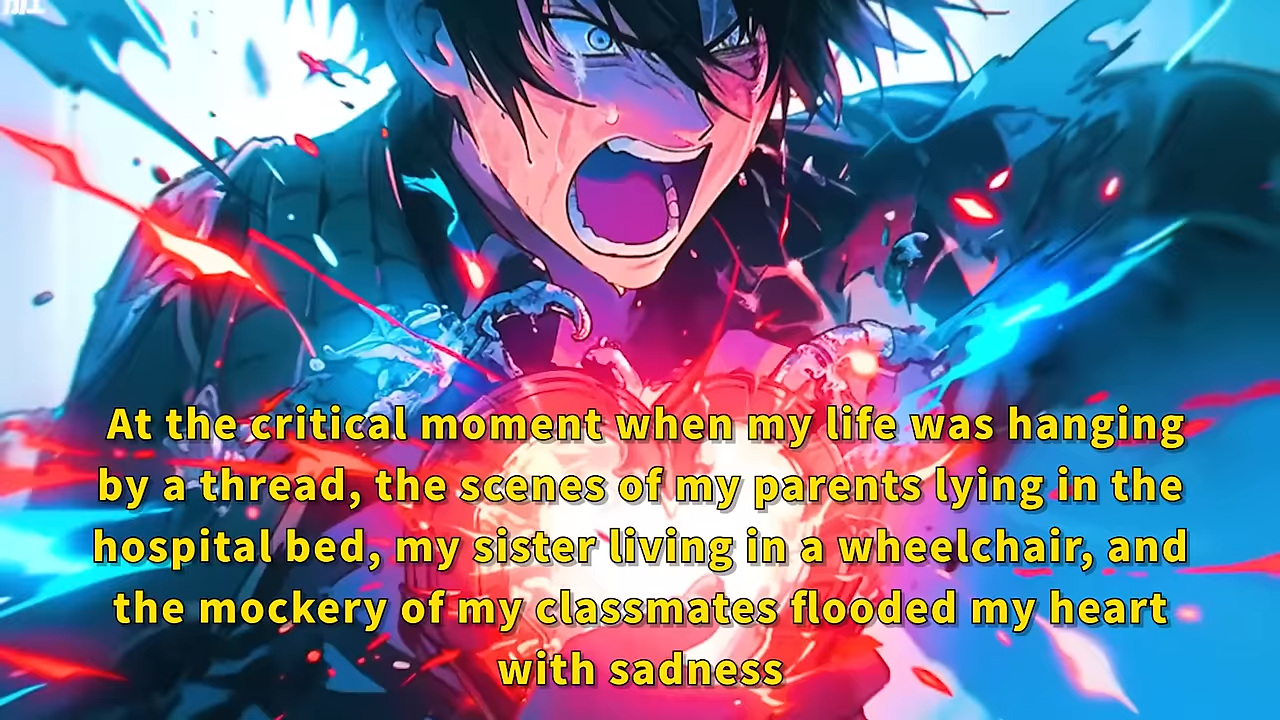 At the critical moment when my life was hanging
by a thread, the scenes of my parents lying in the
hospital bed, my sister living in a wheelchair, and
the mockery of my classmates flooded my heart
with sadness